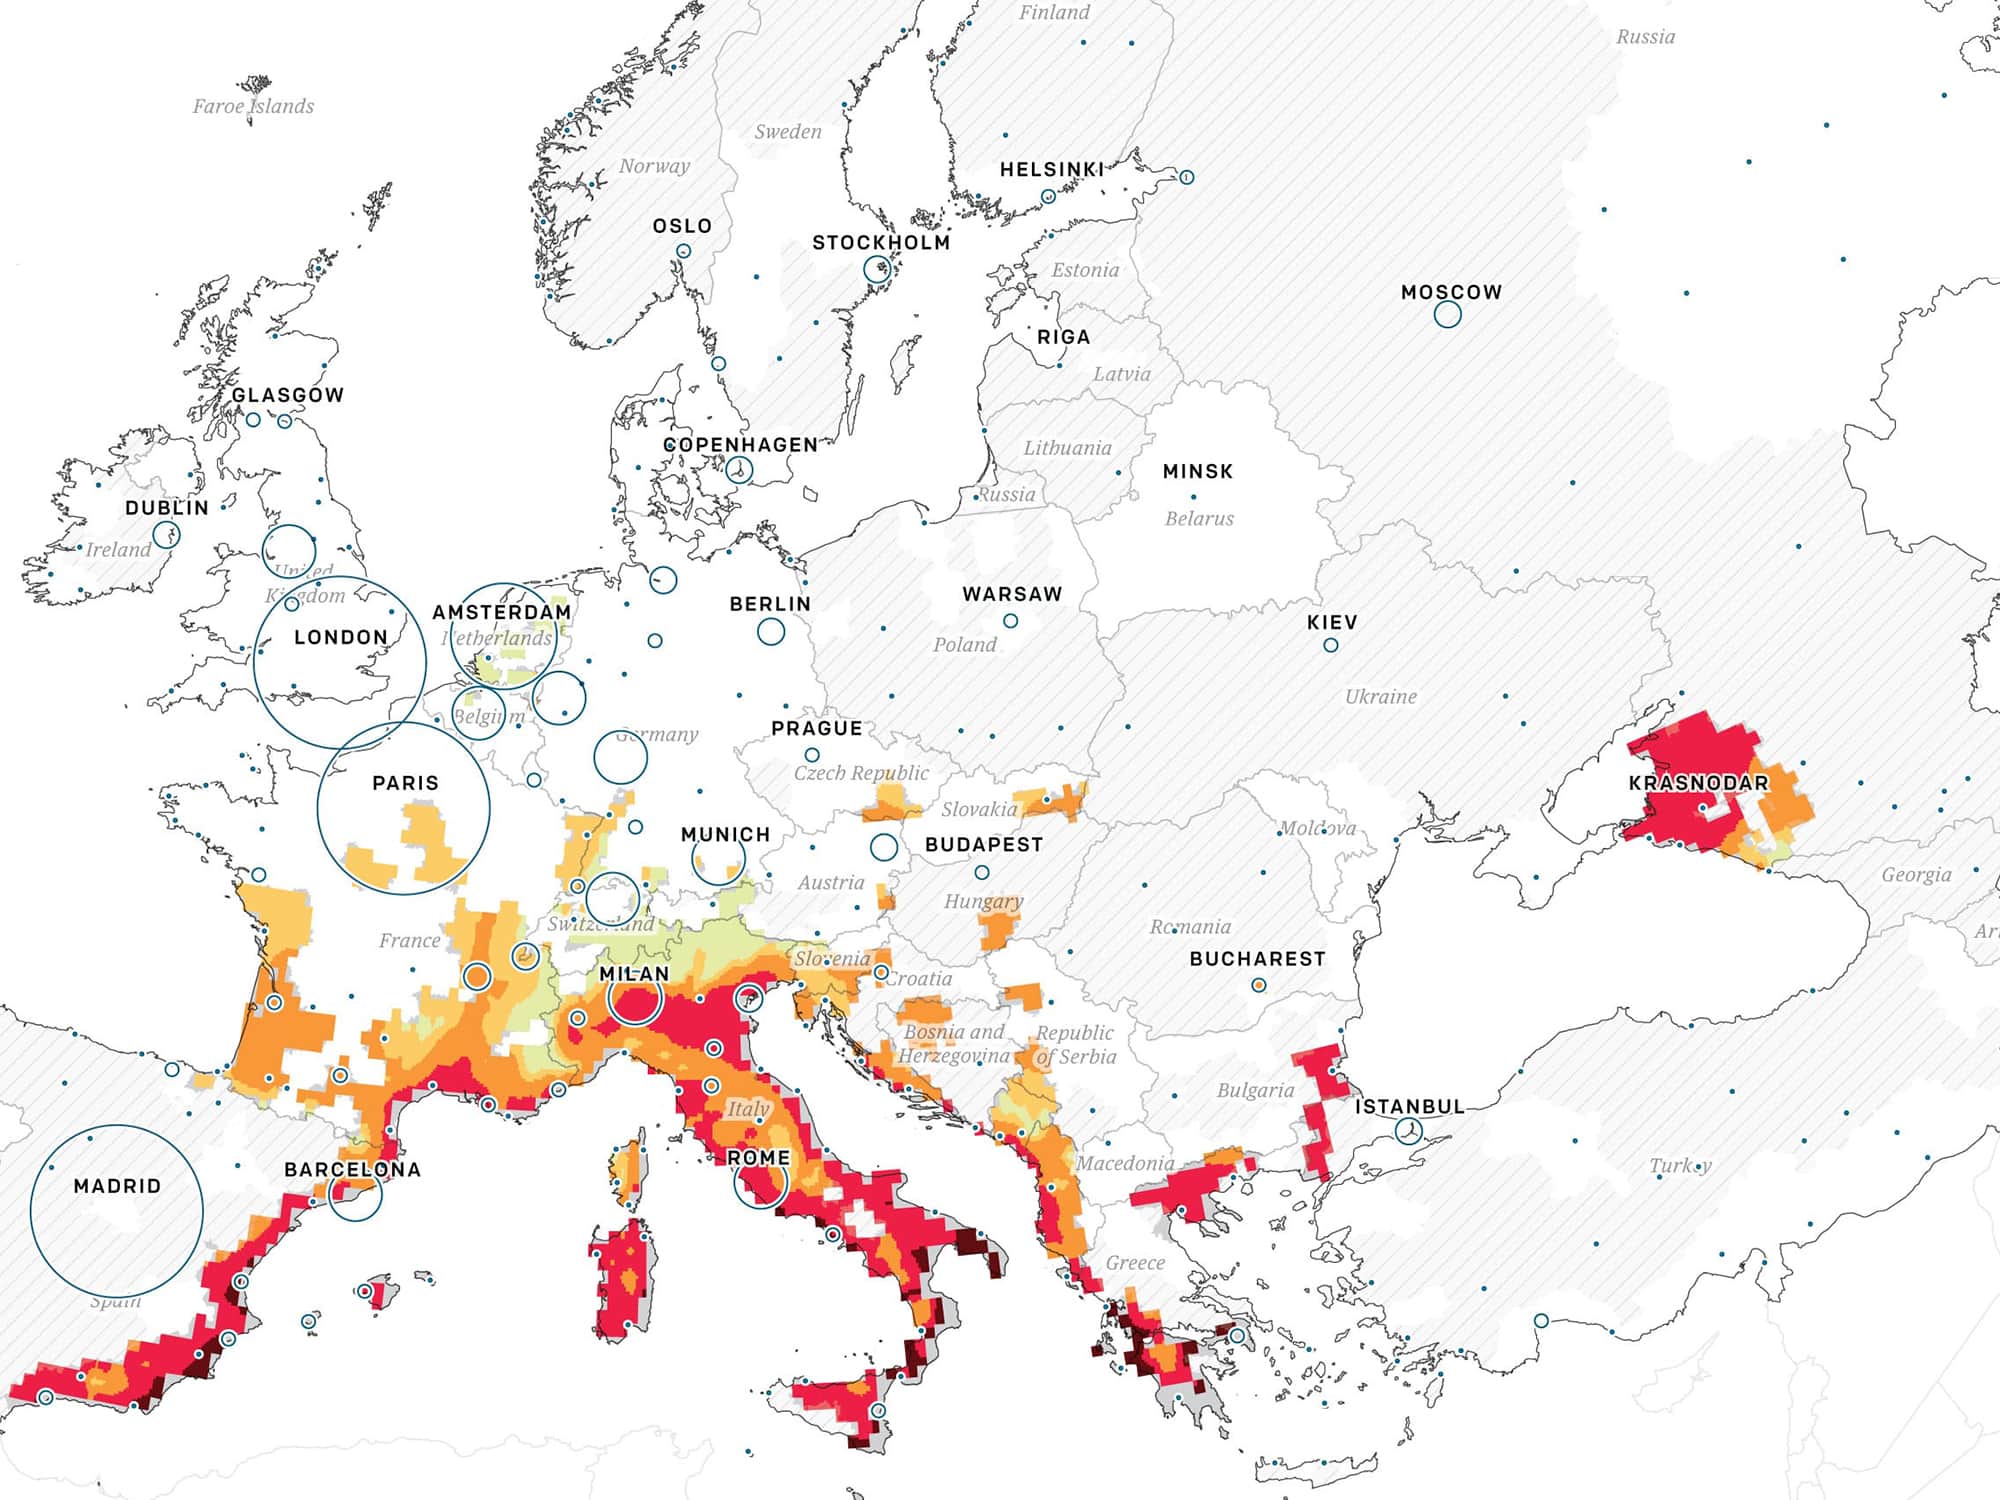 Finland
Russia
Faroe Islands
Sweden
Norway
HELSINKI
OSLO
STOCKHOLM
Estonia
MOSCOW
RIGA
Latvia
GLASGOW
COPENHAGEN
Lithuania
MINSK
Russia
DUBLIN
Belarus
Ireland
United
Kingdom
WARSAW
BERLIN
AMSTERDAM
KIEV
LONDON
Netherlands
Poland
Ukraine
Belgium
PRAGUE
Germany
Czech Republic
PARIS
KRASNODAR
Slovakia
Moldova
MUNICH
BUDAPEST
Georgia
Austria
Hungary
Switzerland
Romania
Ar
France
Slovenia
BUCHAREST
MILAN
Croatia
Bosnia and
Herzegovina
Republic
of Serbia
Bulgaria
Italy
ISTANBUL
ROME
Macedonia
Turkey
BARCELONA
MADRID
Greece
Spain